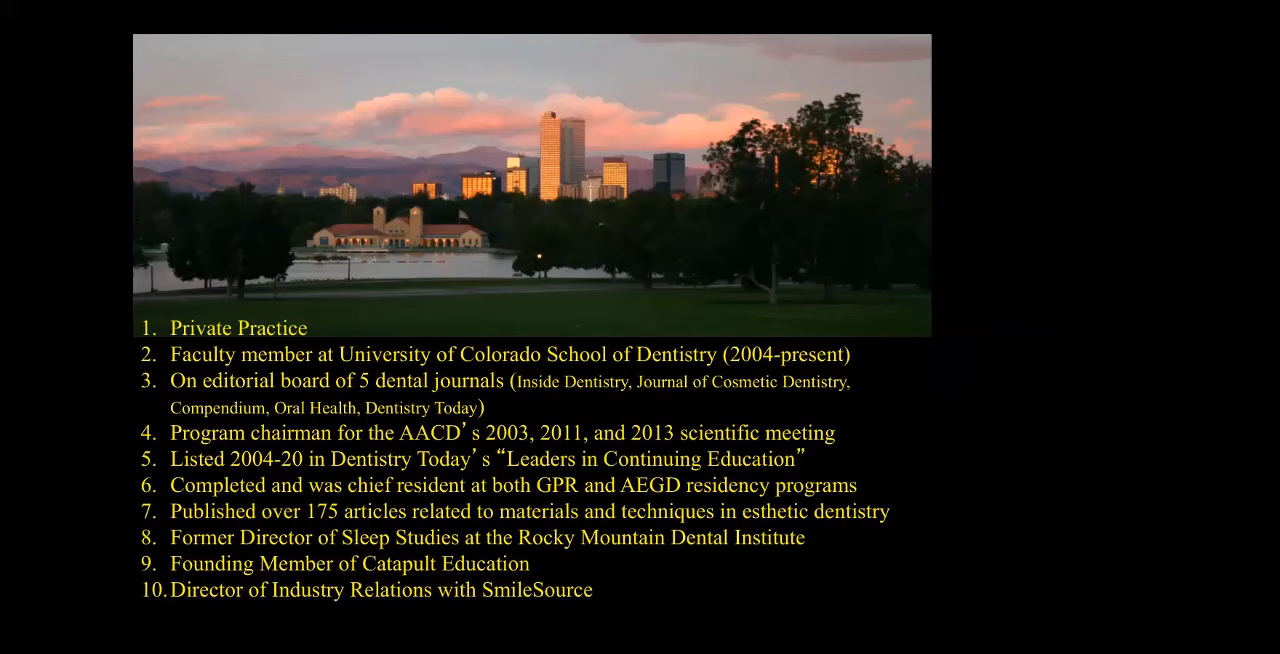 1. Private Practice
2. Faculty member at University of Colorado School of Dentistry (2004-present)
3. On editorial board of 5 dental journals (Inside Dentistry, Journal of Cosmetic Dentistry,
Compendium, Oral Health, Dentistry Today)
4. Program chairman for the AACD’s 2003, 2011, and 2013 scientific meeting
5. Listed 2004-20 in Dentistry Today’s “Leaders in Continuing Education”
6. Completed and was chief resident at both GPR and AEGD residency programs
7. Published over 175 articles related to materials and techniques in esthetic dentistry
8. Former Director of Sleep Studies at the Rocky Mountain Dental Institute
9. Founding Member of Catapult Education
10. Director of Industry Relations with SmileSource